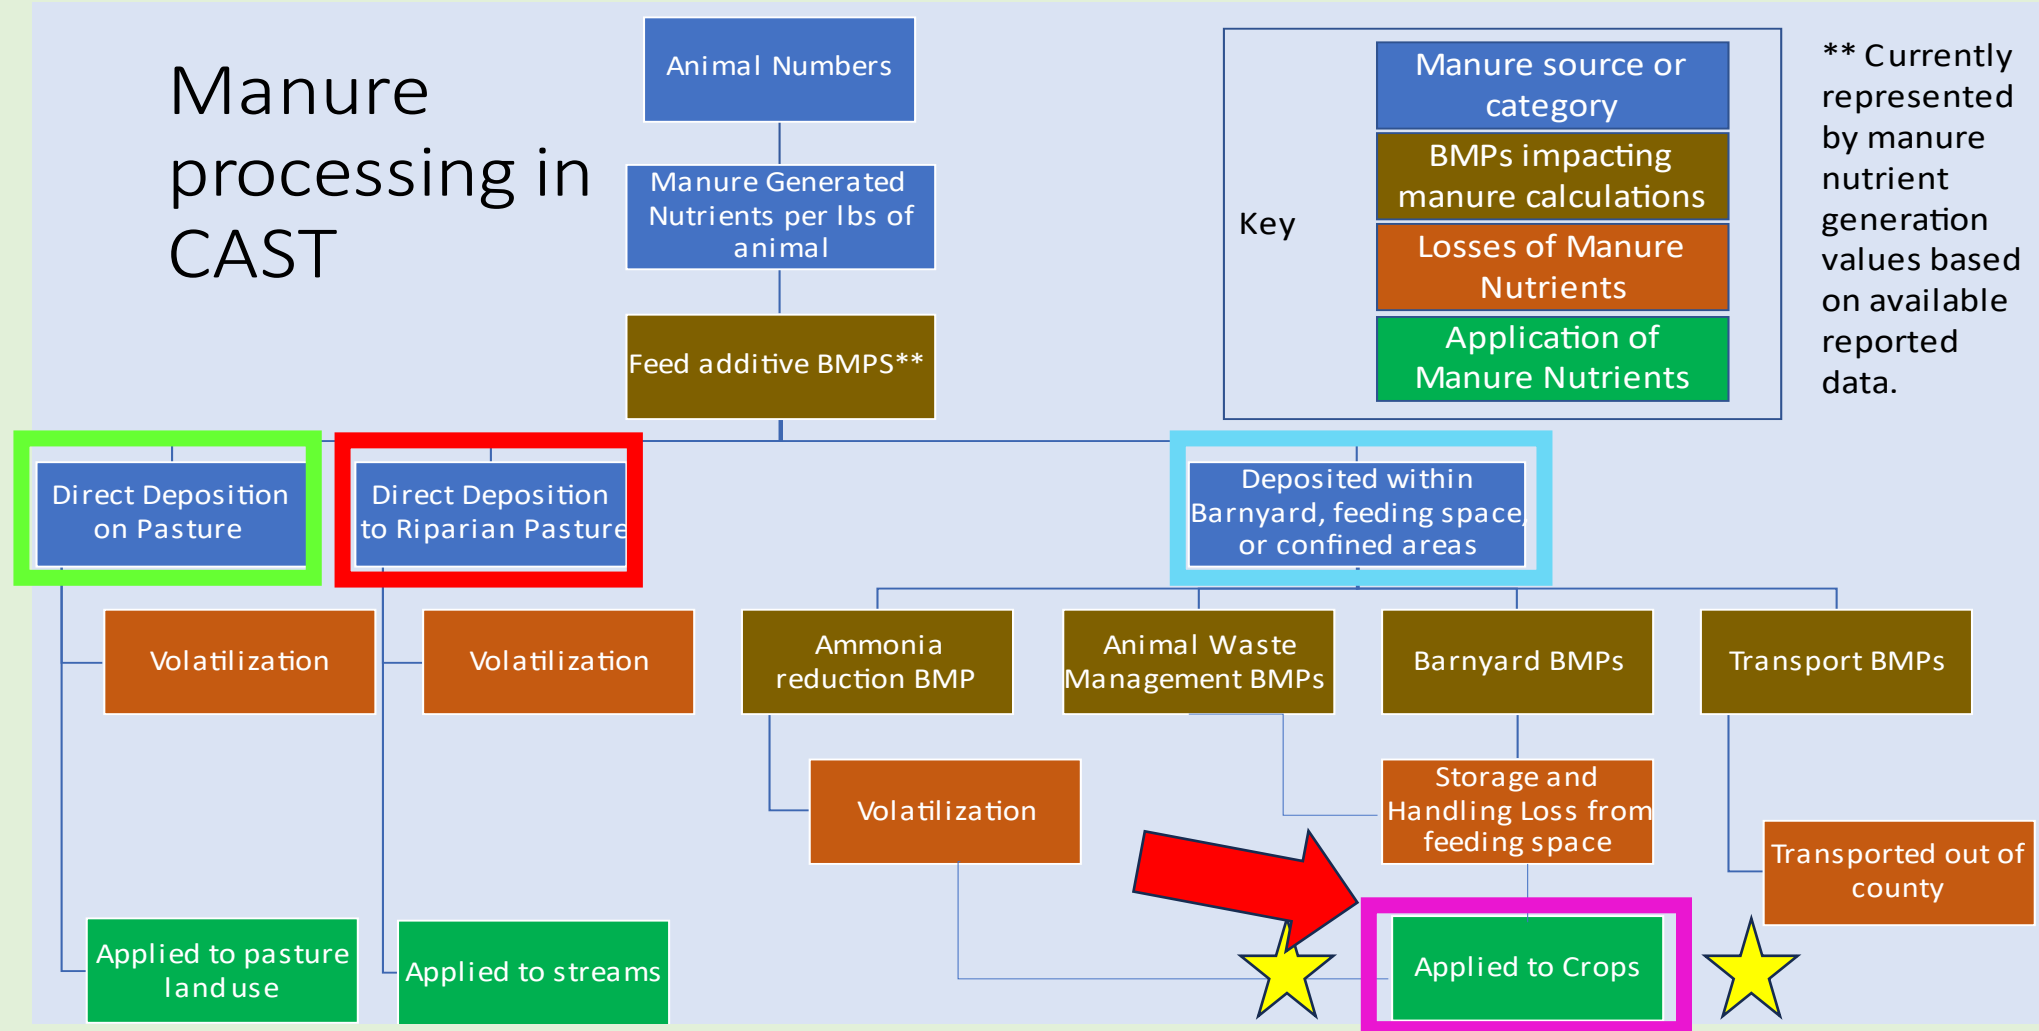 Manure
processing in
CAST
Animal Numbers
Manure Generated
Nutrients per lbs of
animal
Feed additive BMPS**
Key
Manure source or
category
BMPs impacting
manure calculations
Losses of Manure
Nutrients
Application of
Manure Nutrients
** Currently
represented
by manure
nutrient
generation
values based
on available
reported
data.
Direct Deposition
on Pasture
Direct Deposition
to Riparian Pasture
Deposited within
Barnyard, feeding space,
or confined areas
Volatilization
Volatilization
Ammonia
reduction BMP
Animal Waste
Management BMPs
Barnyard BMPs
Transport BMPs
Volatilization
Storage and
Handling Loss from
feeding space
Transported out of
county
Applied to pasture
land use
Applied to streams
Applied to Crops